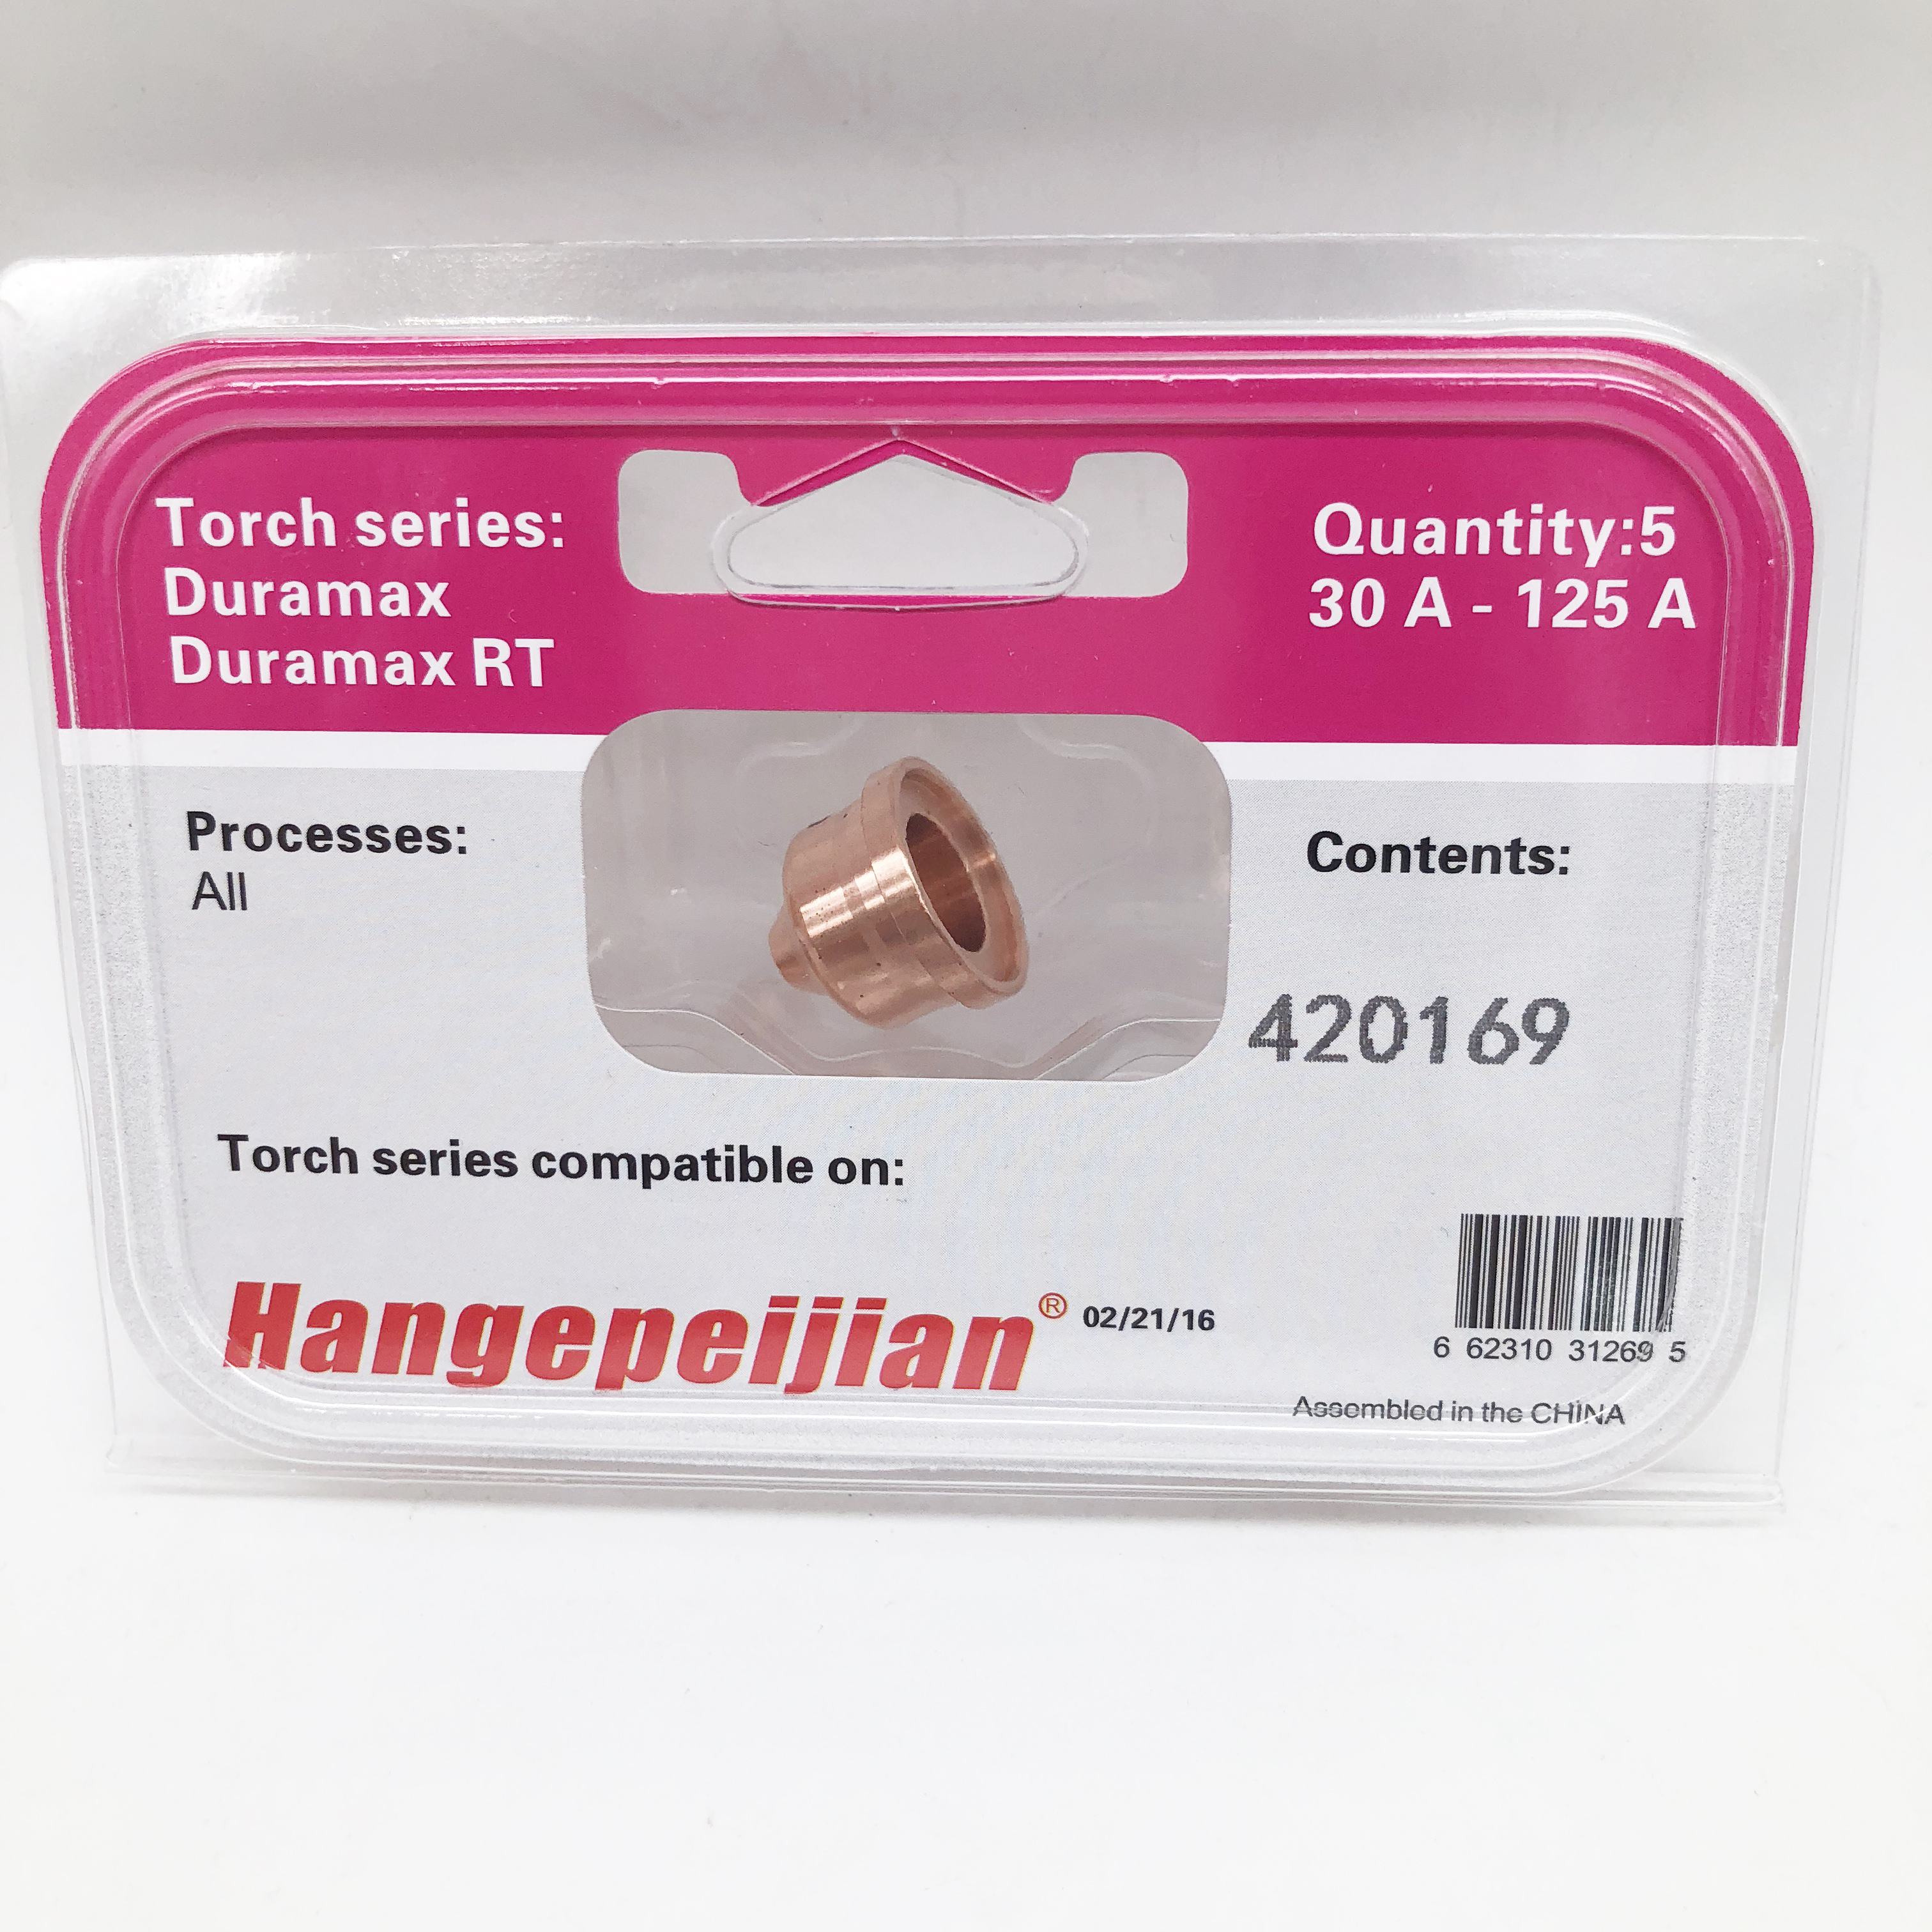 Torch series:
Duramax
Duramax RT
Quantity:5
30 A - 125 A
Processes:
All
Contents:
420169
Torch series compatible on:
Hangepeijian® 02/21/16
6 62310 31269 5
Assembled in the CHINA